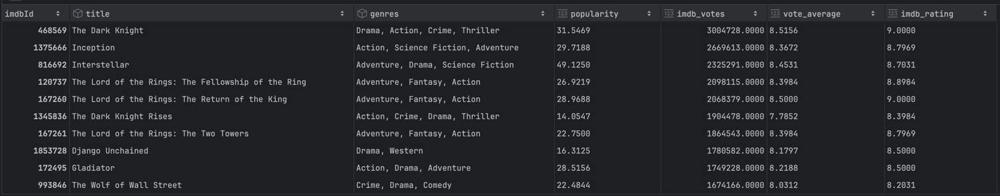 imdbId title genres 123 popularity 123 imdb_votes 123 vote_average 123 imdb_rating
468569 The Dark Knight Drama, Action, Crime, Thriller 31.5469 3004728.0000 8.5156 9.0000
1375666 Inception Action, Science Fiction, Adventure 29.7188 2669613.0000 8.3672 8.7969
816692 Interstellar Adventure, Drama, Science Fiction 49.1250 2325291.0000 8.4531 8.7031
120737 The Lord of the Rings: The Fellowship of the Ring Adventure, Fantasy, Action 26.9219 2098115.0000 8.3984 8.8984
167260 The Lord of the Rings: The Return of the King Adventure, Fantasy, Action 28.9688 2068379.0000 8.5000 9.0000
1345836 The Dark Knight Rises Action, Crime, Drama, Thriller 14.0547 1904478.0000 7.7852 8.3984
167261 The Lord of the Rings: The Two Towers Adventure, Fantasy, Action 22.7500 1864543.0000 8.3984 8.7969
1853728 Django Unchained Drama, Western 16.3125 1780582.0000 8.1797 8.5000
172495 Gladiator Action, Drama, Adventure 28.5156 1749228.0000 8.2188 8.5000
993846 The Wolf of Wall Street Crime, Drama, Comedy 22.4844 1674166.0000 8.0312 8.2031